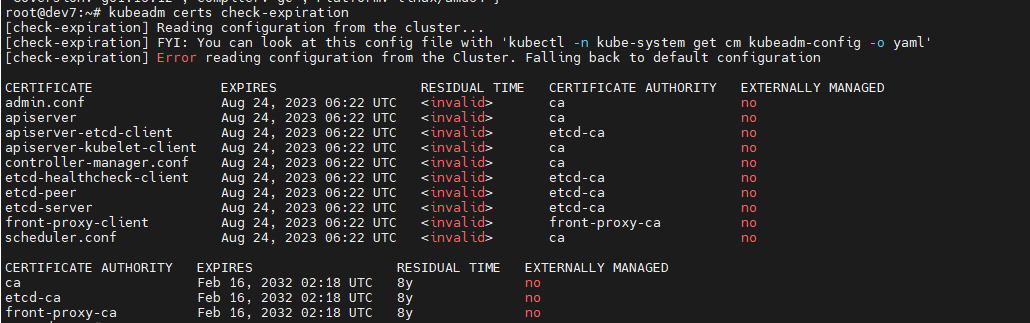 root@dev7:~# kubeadm certs check-expiration
[check-expiration] Reading configuration from the cluster...
[check-expiration] FYI: You can look at this config file with 'kubectl -n kube-system get cm kubeadm-config -o yaml'
[check-expiration] Error reading configuration from the Cluster. Falling back to default configuration
CERTIFICATE EXPIRES RESIDUAL TIME CERTIFICATE AUTHORITY EXTERNALLY MANAGED
admin.conf Aug 24, 2023 06:22 UTC <invalid> ca no
apiserver Aug 24, 2023 06:22 UTC <invalid> ca no
apiserver-etcd-client Aug 24, 2023 06:22 UTC <invalid> etcd-ca no
apiserver-kubelet-client Aug 24, 2023 06:22 UTC <invalid> ca no
controller-manager.conf Aug 24, 2023 06:22 UTC <invalid> ca no
etcd-healthcheck-client Aug 24, 2023 06:22 UTC <invalid> etcd-ca no
etcd-peer Aug 24, 2023 06:22 UTC <invalid> etcd-ca no
etcd-server Aug 24, 2023 06:22 UTC <invalid> etcd-ca no
front-proxy-client Aug 24, 2023 06:22 UTC <invalid> front-proxy-ca no
scheduler.conf Aug 24, 2023 06:22 UTC <invalid> ca no
CERTIFICATE AUTHORITY EXPIRES RESIDUAL TIME EXTERNALLY MANAGED
ca Feb 16, 2032 02:18 UTC 8y no
etcd-ca Feb 16, 2032 02:18 UTC 8y no
front-proxy-ca Feb 16, 2032 02:18 UTC 8y no